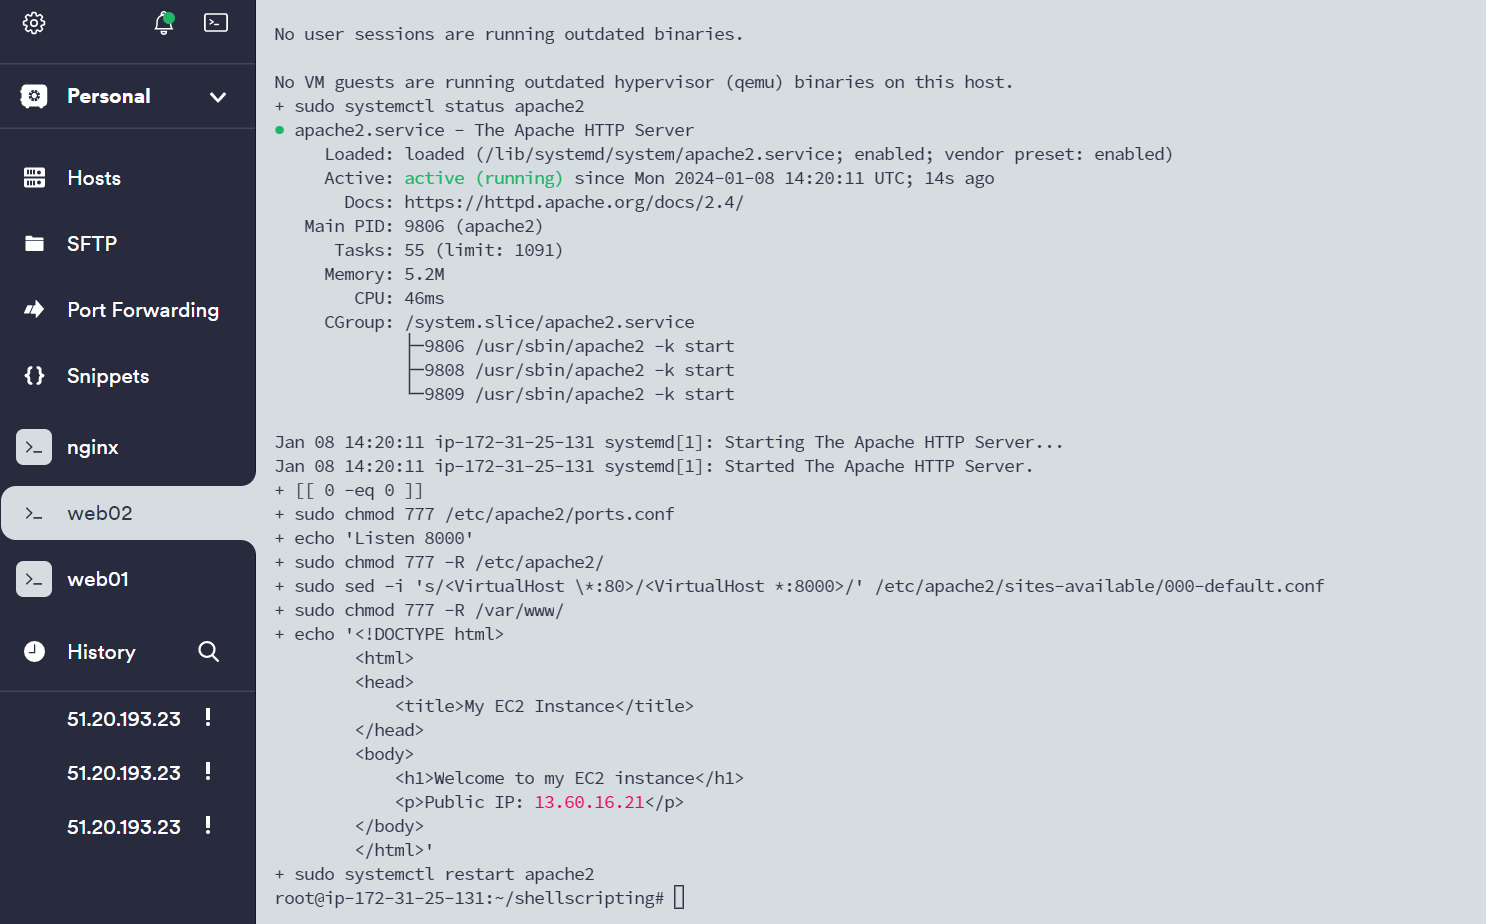 Personal
Hosts
SFTP
Port Forwarding
Snippets
nginx
web02
web01
History
51.20.193.23 !
51.20.193.23 !
51.20.193.23 !
No user sessions are running outdated binaries.
No VM guests are running outdated hypervisor (qemu) binaries on this host.
+ sudo systemctl status apache2
● apache2.service - The Apache HTTP Server
     Loaded: loaded (/lib/systemd/system/apache2.service; enabled; vendor preset: enabled)
     Active: active (running) since Mon 2024-01-08 14:20:11 UTC; 14s ago
       Docs: https://httpd.apache.org/docs/2.4/
   Main PID: 9806 (apache2)
      Tasks: 55 (limit: 1091)
     Memory: 5.2M
        CPU: 46ms
     CGroup: /system.slice/apache2.service
             ├─9806 /usr/sbin/apache2 -k start
             ├─9808 /usr/sbin/apache2 -k start
             └─9809 /usr/sbin/apache2 -k start
Jan 08 14:20:11 ip-172-31-25-131 systemd[1]: Starting The Apache HTTP Server...
Jan 08 14:20:11 ip-172-31-25-131 systemd[1]: Started The Apache HTTP Server.
+ [[ 0 -eq 0 ]]
+ sudo chmod 777 /etc/apache2/ports.conf
+ echo 'Listen 8000'
+ sudo chmod 777 -R /etc/apache2/
+ sudo sed -i 's/<VirtualHost \*:80>/<VirtualHost *:8000>/' /etc/apache2/sites-available/000-default.conf
+ sudo chmod 777 -R /var/www/
+ echo '<!DOCTYPE html>
        <html>
        <head>
            <title>My EC2 Instance</title>
        </head>
        <body>
            <h1>Welcome to my EC2 instance</h1>
            <p>Public IP: 13.60.16.21</p>
        </body>
        </html>'
+ sudo systemctl restart apache2
root@ip-172-31-25-131:~/shellscripting#